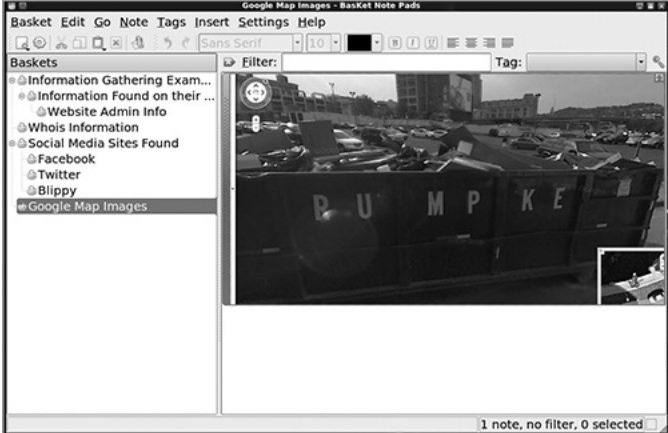 Google Map Images - BasKet Note Pads
Basket Edit Go Note Tags Insert Settings Help
Sans Serif 10 B I U
Baskets
Filter: Tag:
Information Gathering Exam...
Information Found on their ...
Website Admin Info
Whois Information
Social Media Sites Found
Facebook
Twitter
Blippy
Google Map Images
BUMPKE
1 note, no filter, 0 selected